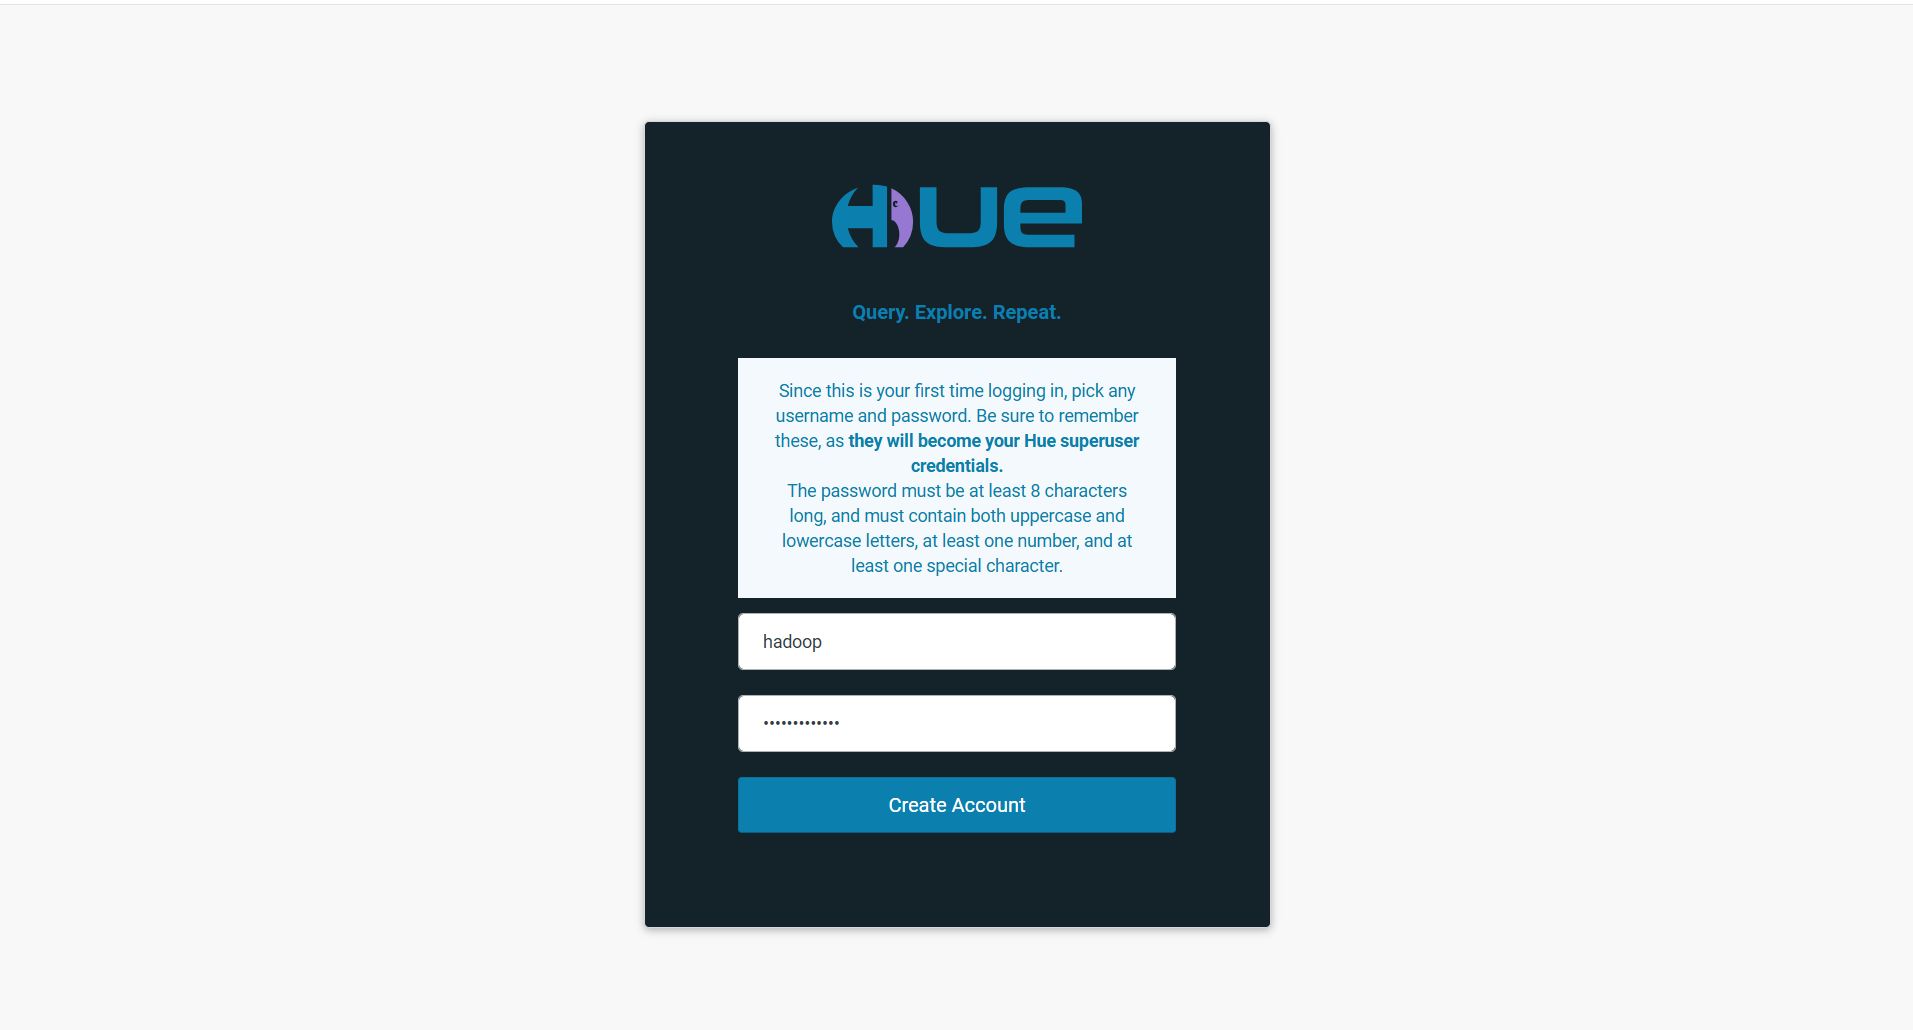 Hue
Query. Explore. Repeat.
Since this is your first time logging in, pick any
username and password. Be sure to remember
these, as they will become your Hue superuser
credentials.
The password must be at least 8 characters
long, and must contain both uppercase and
lowercase letters, at least one number, and at
least one special character.
hadoop
•••••••••••••
Create Account